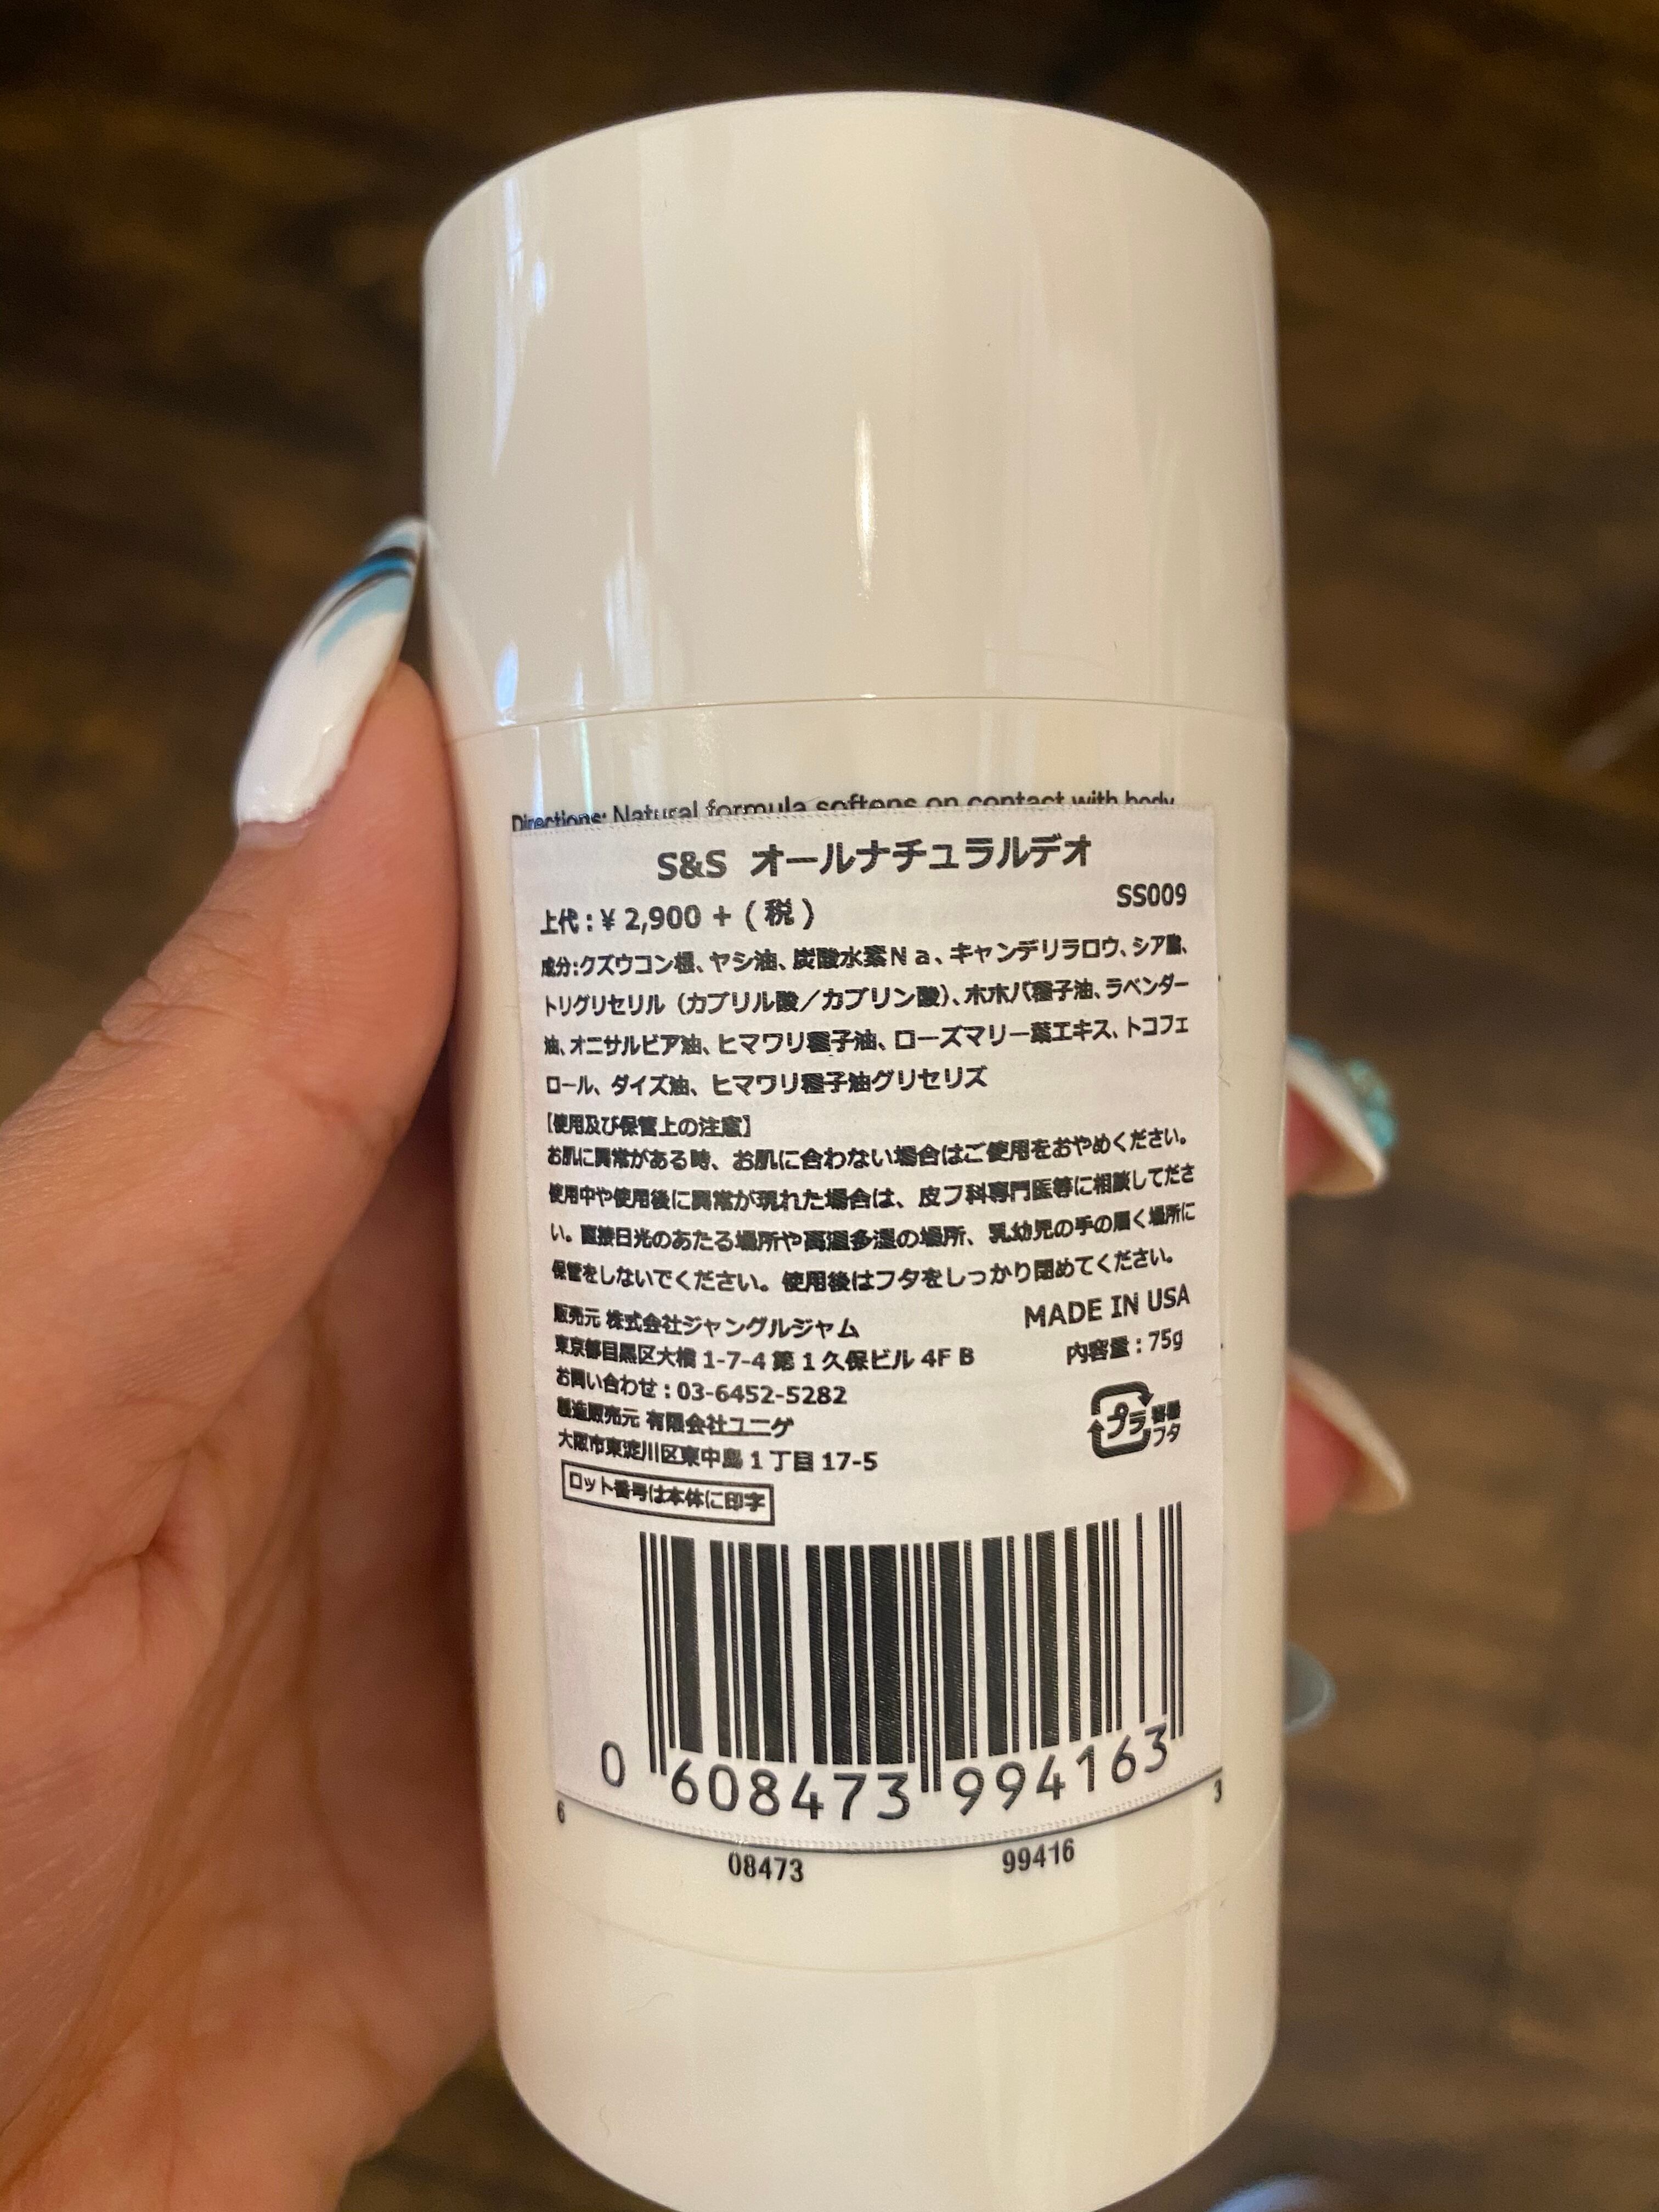 Directions: Natural formula softens on contact with body
S&S オールナチュラルデオ
SS009
上代:¥ 2,900 + (税)
成分:クズウコン根、ヤシ油、炭酸水素Na、キャンデリラロウ、シア脂、
トリグリセリル（カプリル酸／カプリン酸）、ホホバ種子油、ラベンダー
油、オニサルビア油、ヒマワリ種子油、ローズマリー葉エキス、トコフェ
ロール、ダイズ油、ヒマワリ種子油グリセリズ
【使用及び保管上の注意】
お肌に異常がある時、お肌に合わない場合はご使用をおやめください。
使用中や使用後に異常が現れた場合は、皮フ科専門医等に相談してださ
い。直接日光のあたる場所や高温多湿の場所、乳幼児の手の届く場所に
保管をしないでください。使用後はフタをしっかり閉めてください。
販売元 株式会社ジャングルジャム
MADE IN USA
東京都目黒区大橋 1-7-4 第 1 久保ビル 4F B
内容量:75g
お問い合わせ:03-6452-5282
製造販売元 有限会社ユニゲ
大阪市東淀川区東中島 1 丁目 17-5
プラ
容器
フタ
ロット番号は本体に印字
0 608473 994163
6 08473 99416 3